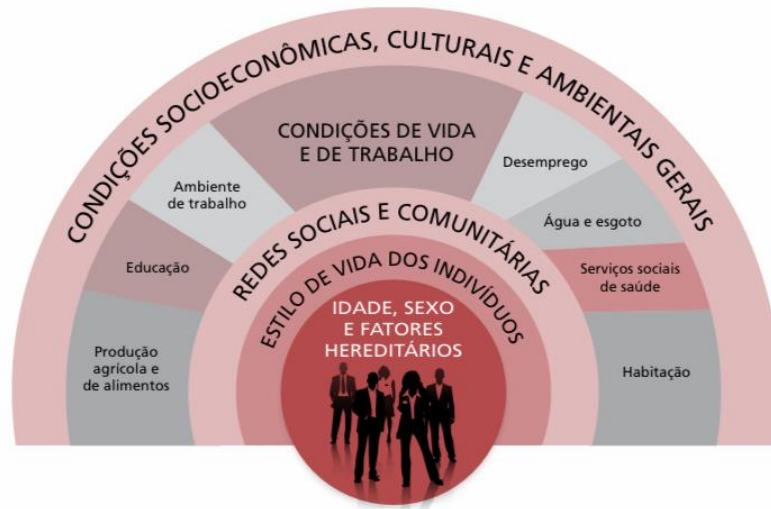 CONDIÇÕES SOCIOECONÔMICAS, CULTURAIS E AMBIENTAIS GERAIS
CONDIÇÕES DE VIDA
E DE TRABALHO
Ambiente
de trabalho
Educação
Produção
agrícola e
de alimentos
Desemprego
Água e esgoto
Serviços sociais
de saúde
Habitação
REDES SOCIAIS E COMUNITÁRIAS
ESTILO DE VIDA DOS INDIVÍDUOS
IDADE, SEXO
E FATORES
HEREDITÁRIOS